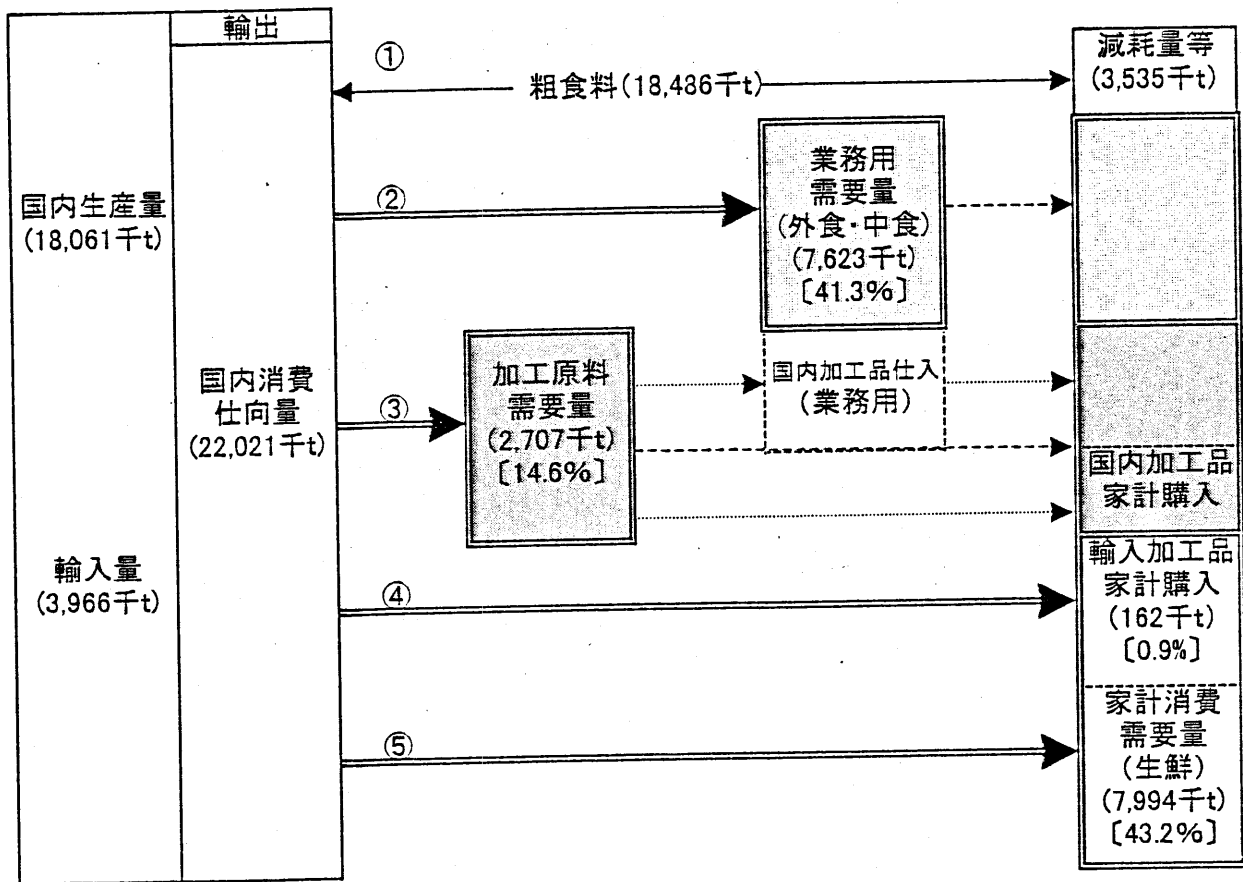 輸出
国内生産量
(18,061千t)
輸入量
(3,966千t)
国内消費
仕向量
(22,021千t)
①
粗食料(18,486千t)
減耗量等
(3,535千t)
②
業務用
需要量
(外食・中食)
(7,623千t)
〔41.3%〕
③
加工原料
需要量
(2,707千t)
〔14.6%〕
国内加工品仕入
(業務用)
国内加工品
家計購入
④
輸入加工品
家計購入
(162千t)
〔0.9%〕
⑤
家計消費
需要量
(生鮮)
(7,994千t)
〔43.2%〕